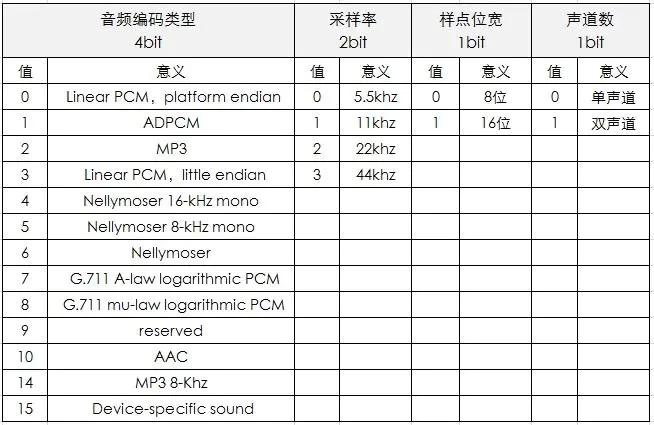 音频编码类型 采样率 样点位宽 声道数
4bit 2bit 1bit 1bit
值 意义 值 意义 值 意义 值 意义
0 Linear PCM，platform endian 0 5.5khz 0 8位 0 单声道
1 ADPCM 1 11khz 1 16位 1 双声道
2 MP3 2 22khz
3 Linear PCM，little endian 3 44khz
4 Nellymoser 16-kHz mono
5 Nellymoser 8-kHz mono
6 Nellymoser
7 G.711 A-law logarithmic PCM
8 G.711 mu-law logarithmic PCM
9 reserved
10 AAC
14 MP3 8-Khz
15 Device-specific sound